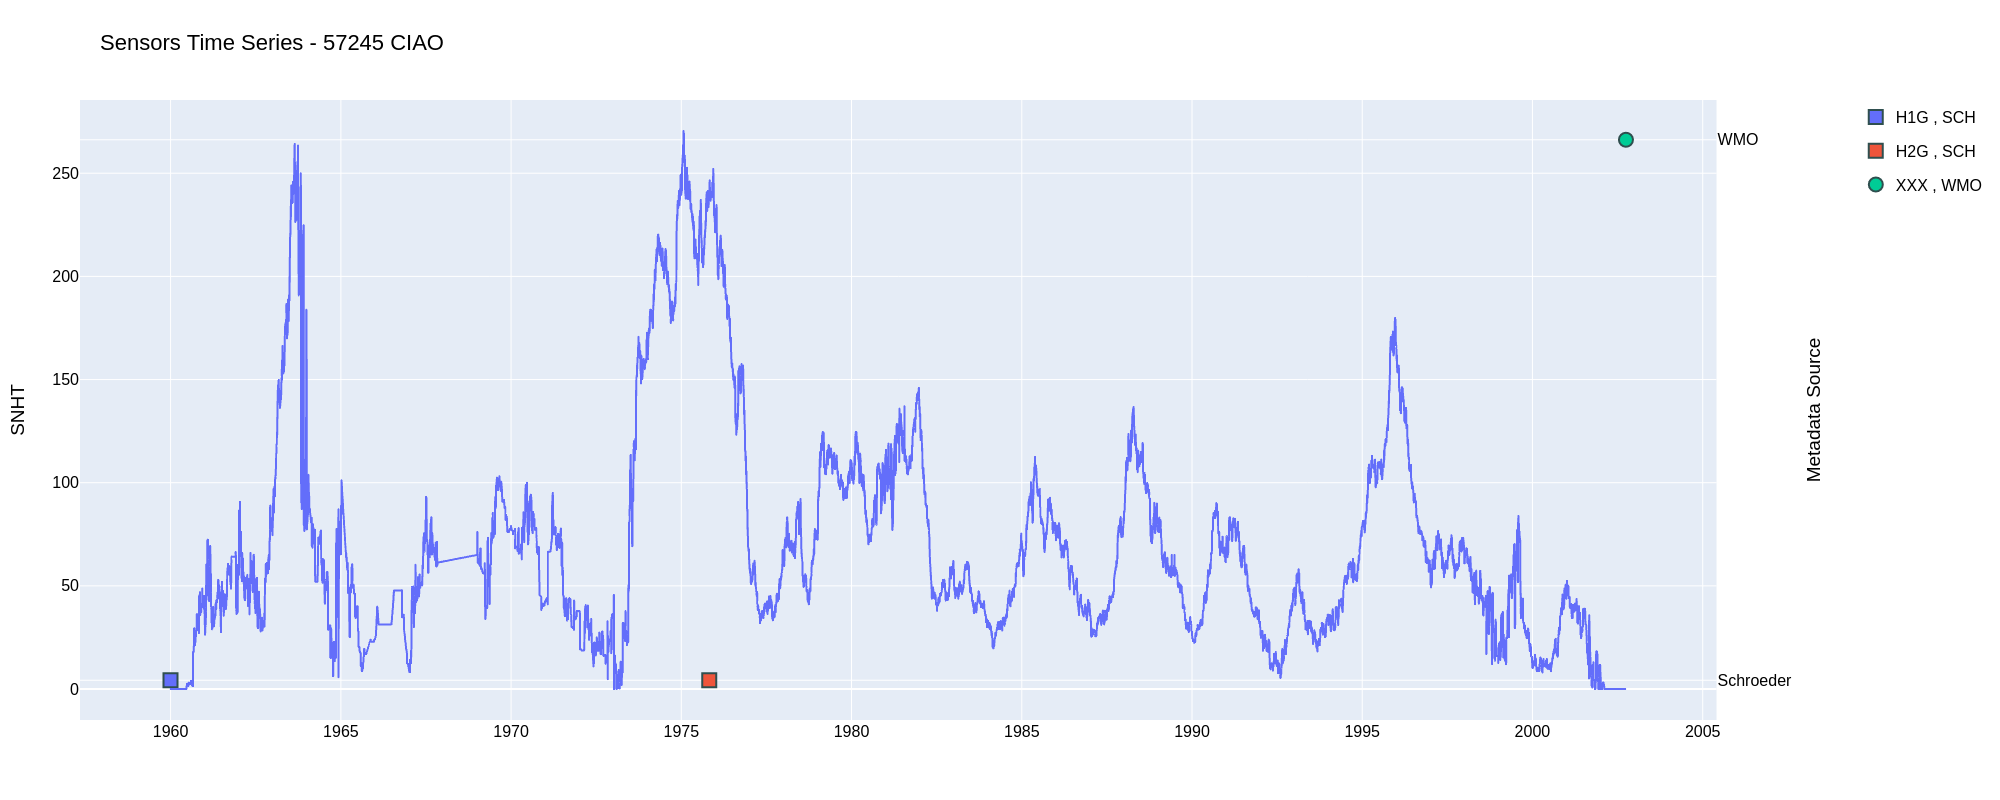 Sensors Time Series - 57245 CIAO
H1G , SCH
H2G , SCH
XXX , WMO
WMO
Schroeder
Metadata Source
SNHT
250
200
150
100
50
0
1960 1965 1970 1975 1980 1985 1990 1995 2000 2005